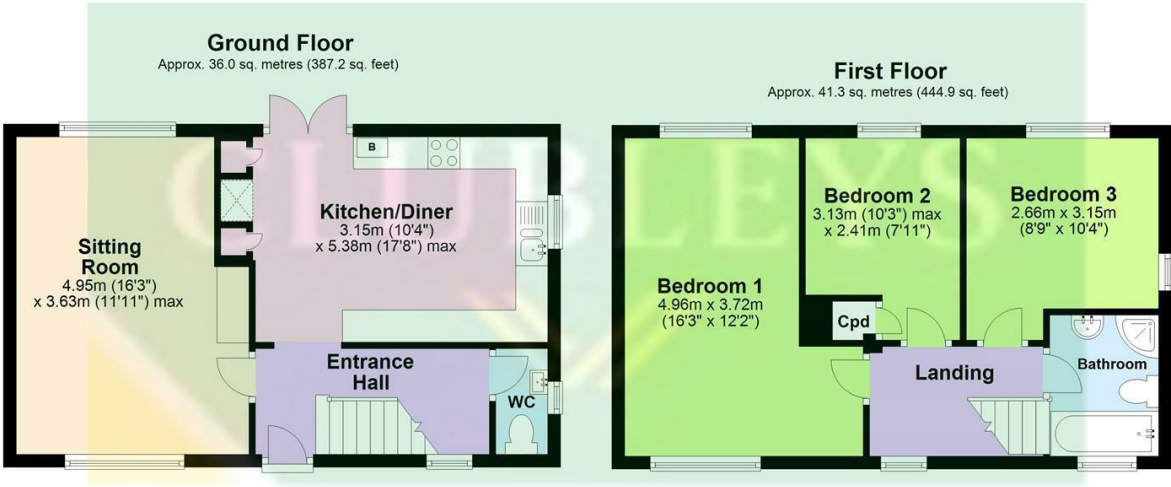 Ground Floor
Approx. 36.0 sq. metres (387.2 sq. feet)
Sitting
Room
4.95m (16'3")
x 3.63m (11'11") max
B
Kitchen/Diner
3.15m (10'4")
x 5.38m (17'8") max
Entrance
Hall
WC
First Floor
Approx. 41.3 sq. metres (444.9 sq. feet)
Bedroom 1
4.96m x 3.72m
(16'3" x 12'2")
Bedroom 2
3.13m (10'3") max
x 2.41m (7'11")
Bedroom 3
2.66m x 3.15m
(8'9" x 10'4")
Cpd
Landing
Bathroom
CLUBLEYS